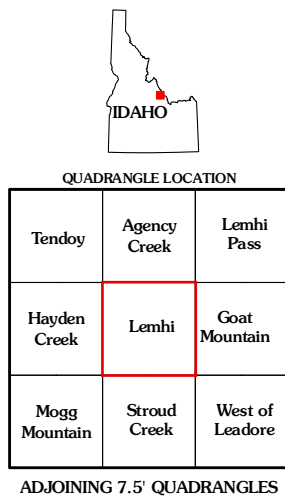 IDAHO
QUADRANGLE LOCATION
Tendoy
Agency
Creek
Lemhi
Pass
Hayden
Creek
Lemhi
Goat
Mountain
Mogg
Mountain
Stroud
Creek
West of
Leadore
ADJOINING 7.5' QUADRANGLES